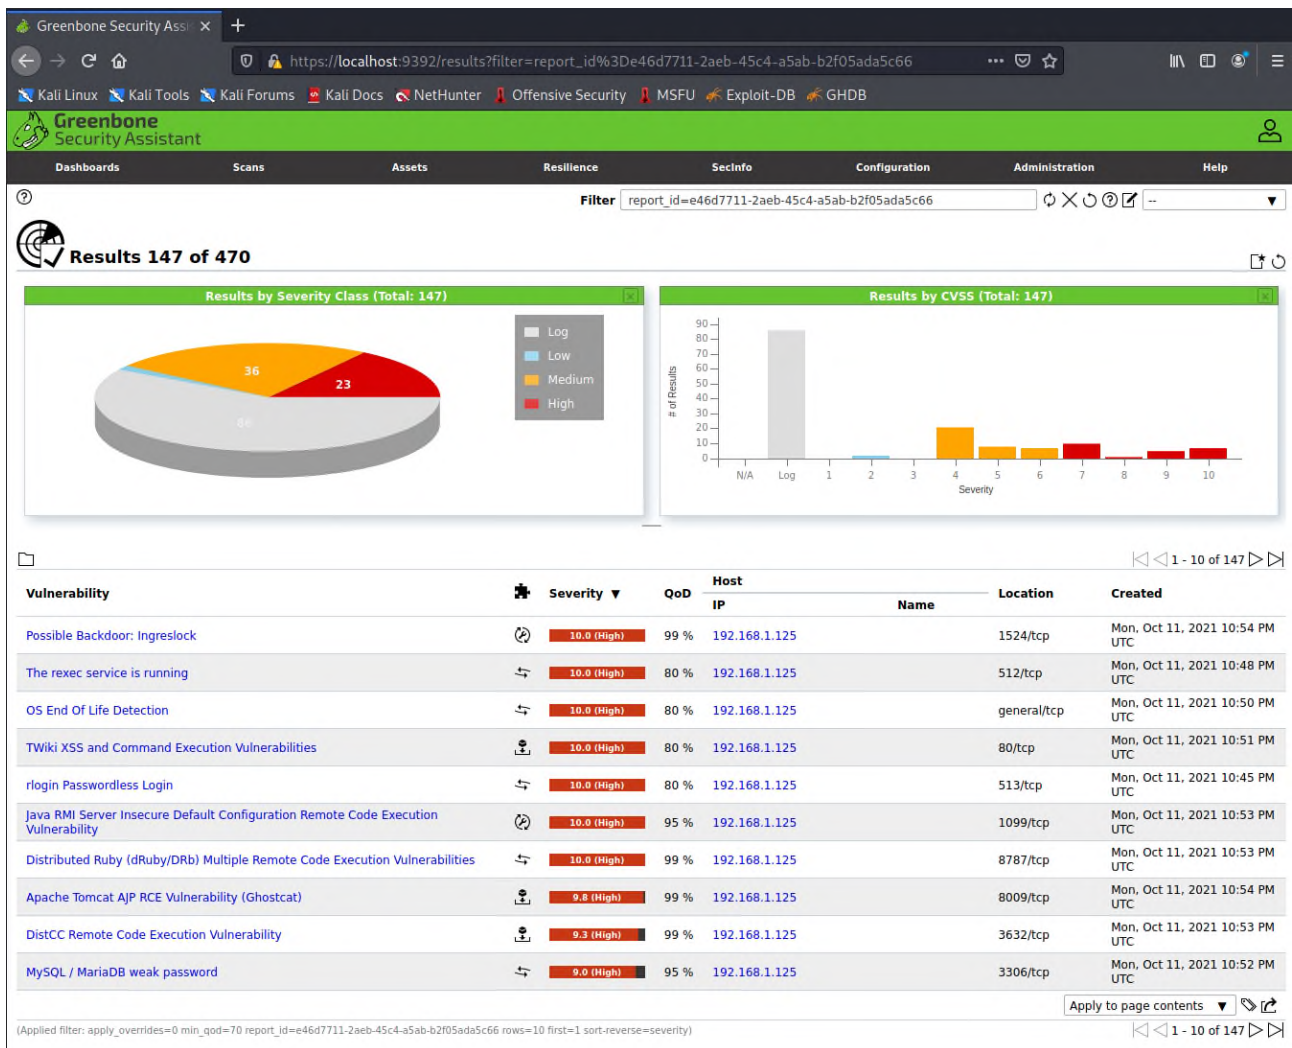 Greenbone Security Assi
https://localhost:9392/results?filter=report_id%3De46d7711-2aeb-45c4-a5ab-b2f05ada5c66
Kali Linux Kali Tools Kali Forums Kali Docs NetHunter Offensive Security MSFU Exploit-DB GHDB
Greenbone
Security Assistant
Dashboards Scans Assets Resilience SecInfo Configuration Administration Help
Filter report_id=e46d7711-2aeb-45c4-a5ab-b2f05ada5c66 --
Results 147 of 470
Results by Severity Class (Total: 147)
36
23
86
Log
Low
Medium
High
Results by CVSS (Total: 147)
# of Results
90
80
70
60
50
40
30
20
10
0
N/A Log 1 2 3 4 5 6 7 8 9 10
Severity
1 - 10 of 147
Vulnerability Severity ▼ QoD Host Location Created
IP Name
Possible Backdoor: Ingreslock 10.0 (High) 99 % 192.168.1.125 1524/tcp Mon, Oct 11, 2021 10:54 PM
UTC
The rexec service is running 10.0 (High) 80 % 192.168.1.125 512/tcp Mon, Oct 11, 2021 10:48 PM
UTC
OS End Of Life Detection 10.0 (High) 80 % 192.168.1.125 general/tcp Mon, Oct 11, 2021 10:50 PM
UTC
TWiki XSS and Command Execution Vulnerabilities 10.0 (High) 80 % 192.168.1.125 80/tcp Mon, Oct 11, 2021 10:51 PM
UTC
rlogin Passwordless Login 10.0 (High) 80 % 192.168.1.125 513/tcp Mon, Oct 11, 2021 10:45 PM
UTC
Java RMI Server Insecure Default Configuration Remote Code Execution
Vulnerability 10.0 (High) 95 % 192.168.1.125 1099/tcp Mon, Oct 11, 2021 10:53 PM
UTC
Distributed Ruby (dRuby/DRb) Multiple Remote Code Execution Vulnerabilities 10.0 (High) 99 % 192.168.1.125 8787/tcp Mon, Oct 11, 2021 10:53 PM
UTC
Apache Tomcat AJP RCE Vulnerability (Ghostcat) 9.8 (High) 99 % 192.168.1.125 8009/tcp Mon, Oct 11, 2021 10:54 PM
UTC
DistCC Remote Code Execution Vulnerability 9.3 (High) 99 % 192.168.1.125 3632/tcp Mon, Oct 11, 2021 10:53 PM
UTC
MySQL / MariaDB weak password 9.0 (High) 95 % 192.168.1.125 3306/tcp Mon, Oct 11, 2021 10:52 PM
UTC
Apply to page contents ▼
(Applied filter: apply_overrides=0 min_qod=70 report_id=e46d7711-2aeb-45c4-a5ab-b2f05ada5c66 rows=10 first=1 sort-reverse=severity)
1 - 10 of 147